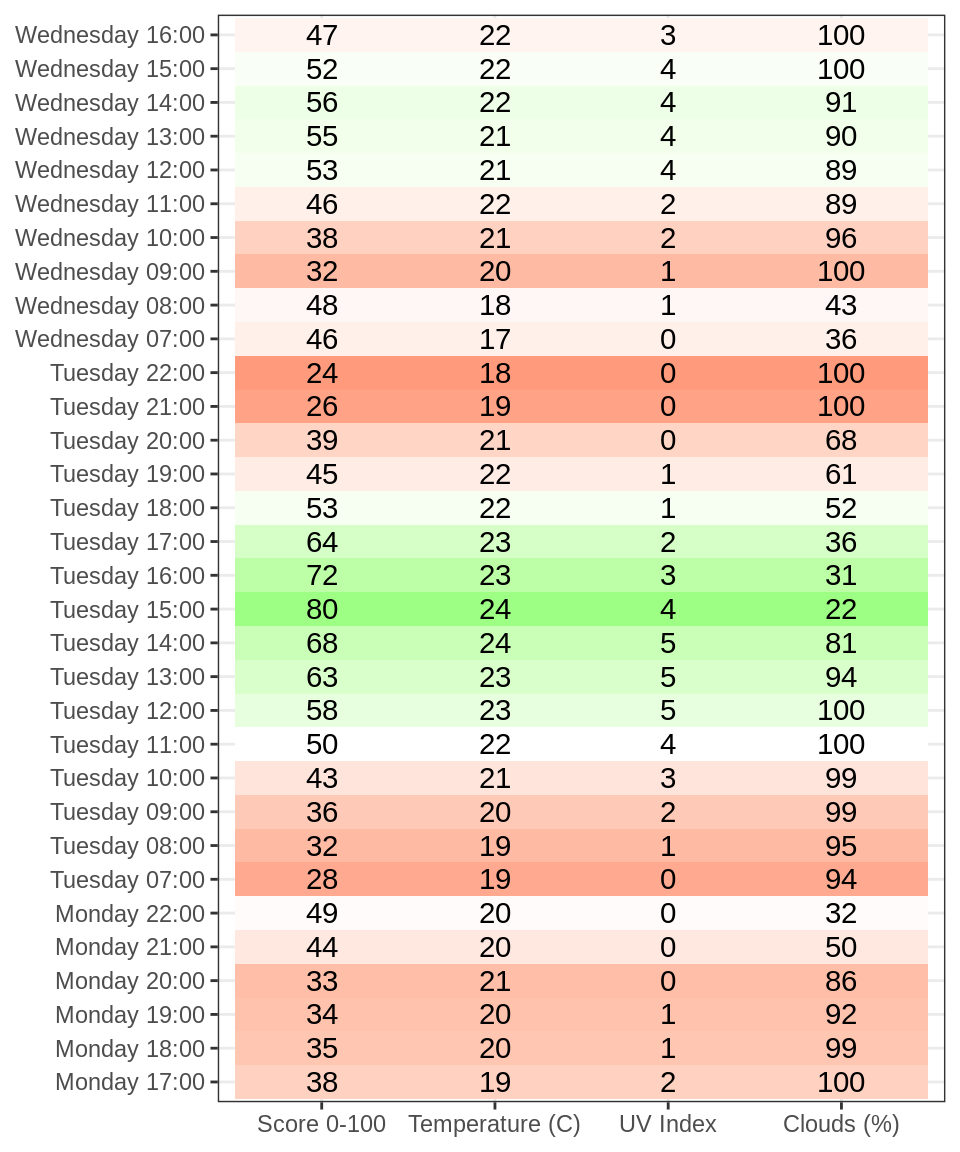 Wednesday 16:00 47 22 3 100
Wednesday 15:00 52 22 4 100
Wednesday 14:00 56 22 4 91
Wednesday 13:00 55 21 4 90
Wednesday 12:00 53 21 4 89
Wednesday 11:00 46 22 2 89
Wednesday 10:00 38 21 2 96
Wednesday 09:00 32 20 1 100
Wednesday 08:00 48 18 1 43
Wednesday 07:00 46 17 0 36
Tuesday 22:00 24 18 0 100
Tuesday 21:00 26 19 0 100
Tuesday 20:00 39 21 0 68
Tuesday 19:00 45 22 1 61
Tuesday 18:00 53 22 1 52
Tuesday 17:00 64 23 2 36
Tuesday 16:00 72 23 3 31
Tuesday 15:00 80 24 4 22
Tuesday 14:00 68 24 5 81
Tuesday 13:00 63 23 5 94
Tuesday 12:00 58 23 5 100
Tuesday 11:00 50 22 4 100
Tuesday 10:00 43 21 3 99
Tuesday 09:00 36 20 2 99
Tuesday 08:00 32 19 1 95
Tuesday 07:00 28 19 0 94
Monday 22:00 49 20 0 32
Monday 21:00 44 20 0 50
Monday 20:00 33 21 0 86
Monday 19:00 34 20 1 92
Monday 18:00 35 20 1 99
Monday 17:00 38 19 2 100
Score 0-100 Temperature (C) UV Index Clouds (%)